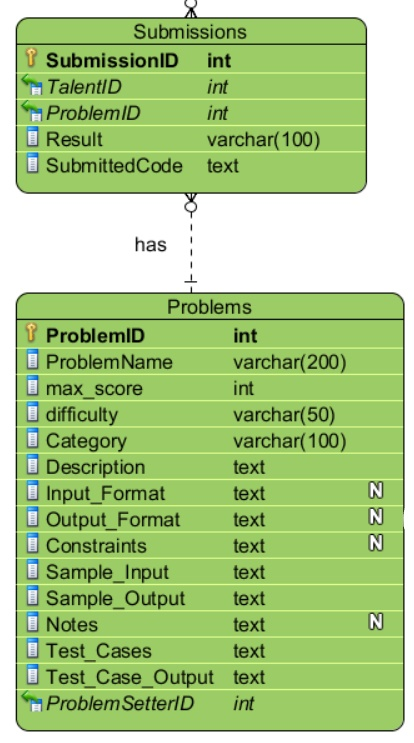 Submissions
SubmissionID int
TalentID int
ProblemID int
Result varchar(100)
SubmittedCode text
has
Problems
ProblemID int
ProblemName varchar(200)
max_score int
difficulty varchar(50)
Category varchar(100)
Description text
Input_Format text N
Output_Format text N
Constraints text N
Sample_Input text
Sample_Output text
Notes text N
Test_Cases text
Test_Case_Output text
ProblemSetterID int